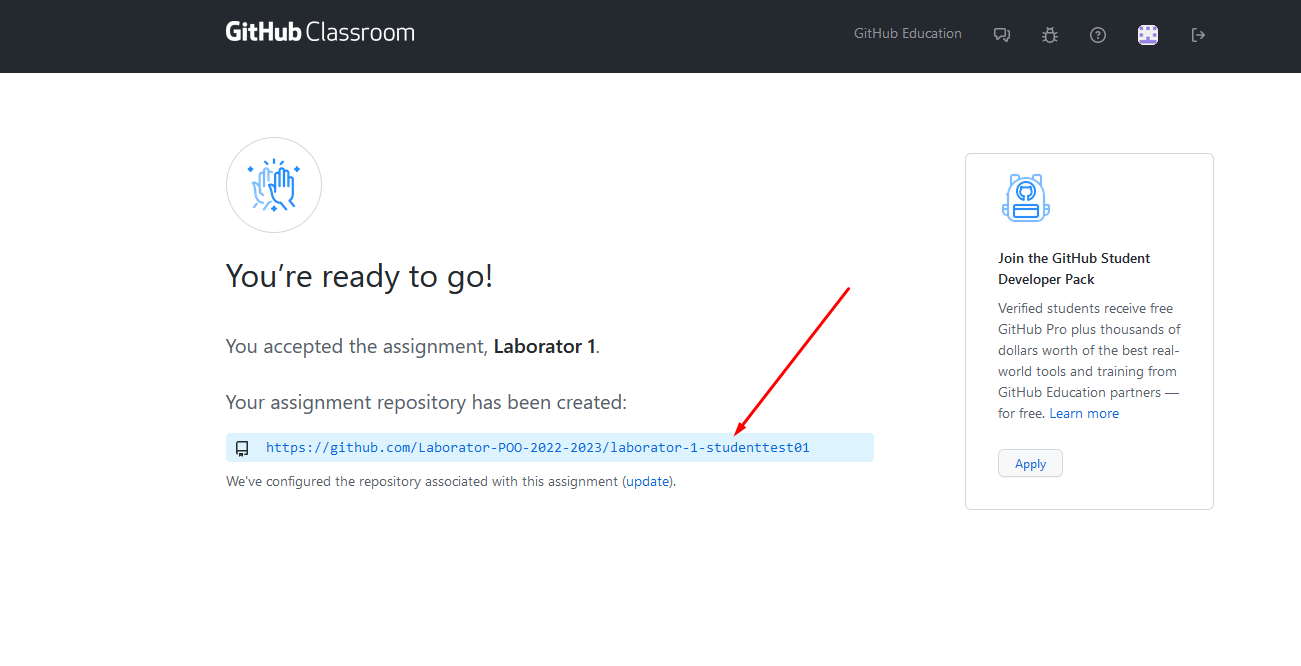 GitHub Classroom
GitHub Education
You’re ready to go!
You accepted the assignment, Laborator 1.
Your assignment repository has been created:
https://github.com/Laborator-POO-2022-2023/laborator-1-studenttest01
We've configured the repository associated with this assignment (update).
Join the GitHub Student
Developer Pack
Verified students receive free
GitHub Pro plus thousands of
dollars worth of the best real-
world tools and training from
GitHub Education partners —
for free. Learn more
Apply